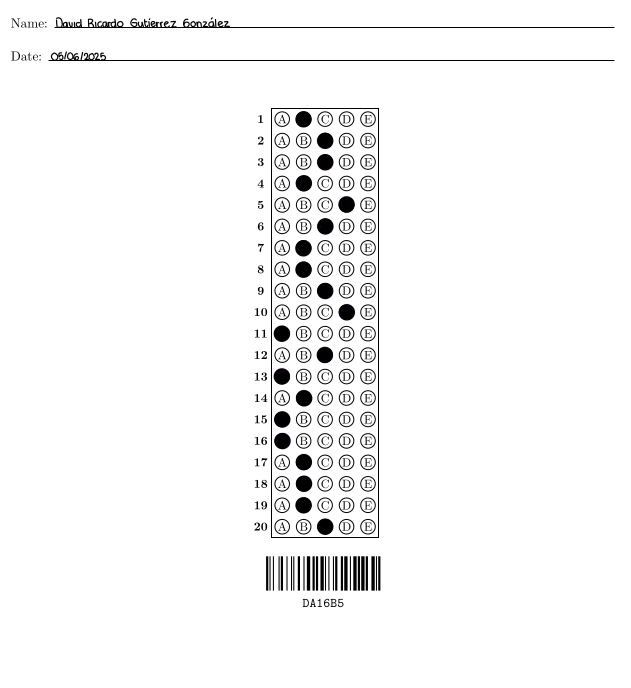 Name: David Ricardo Gutierrez González
Date: 05/06/2025
1 A C D E
2 A B D E
3 A B D E
4 A C D E
5 A B C E
6 A B D E
7 A C D E
8 A C D E
9 A B D E
10 A B C E
11 B C D E
12 A B D E
13 B C D E
14 A C D E
15 B C D E
16 B C D E
17 A C D E
18 A C D E
19 A C D E
20 A B D E
DA16B5